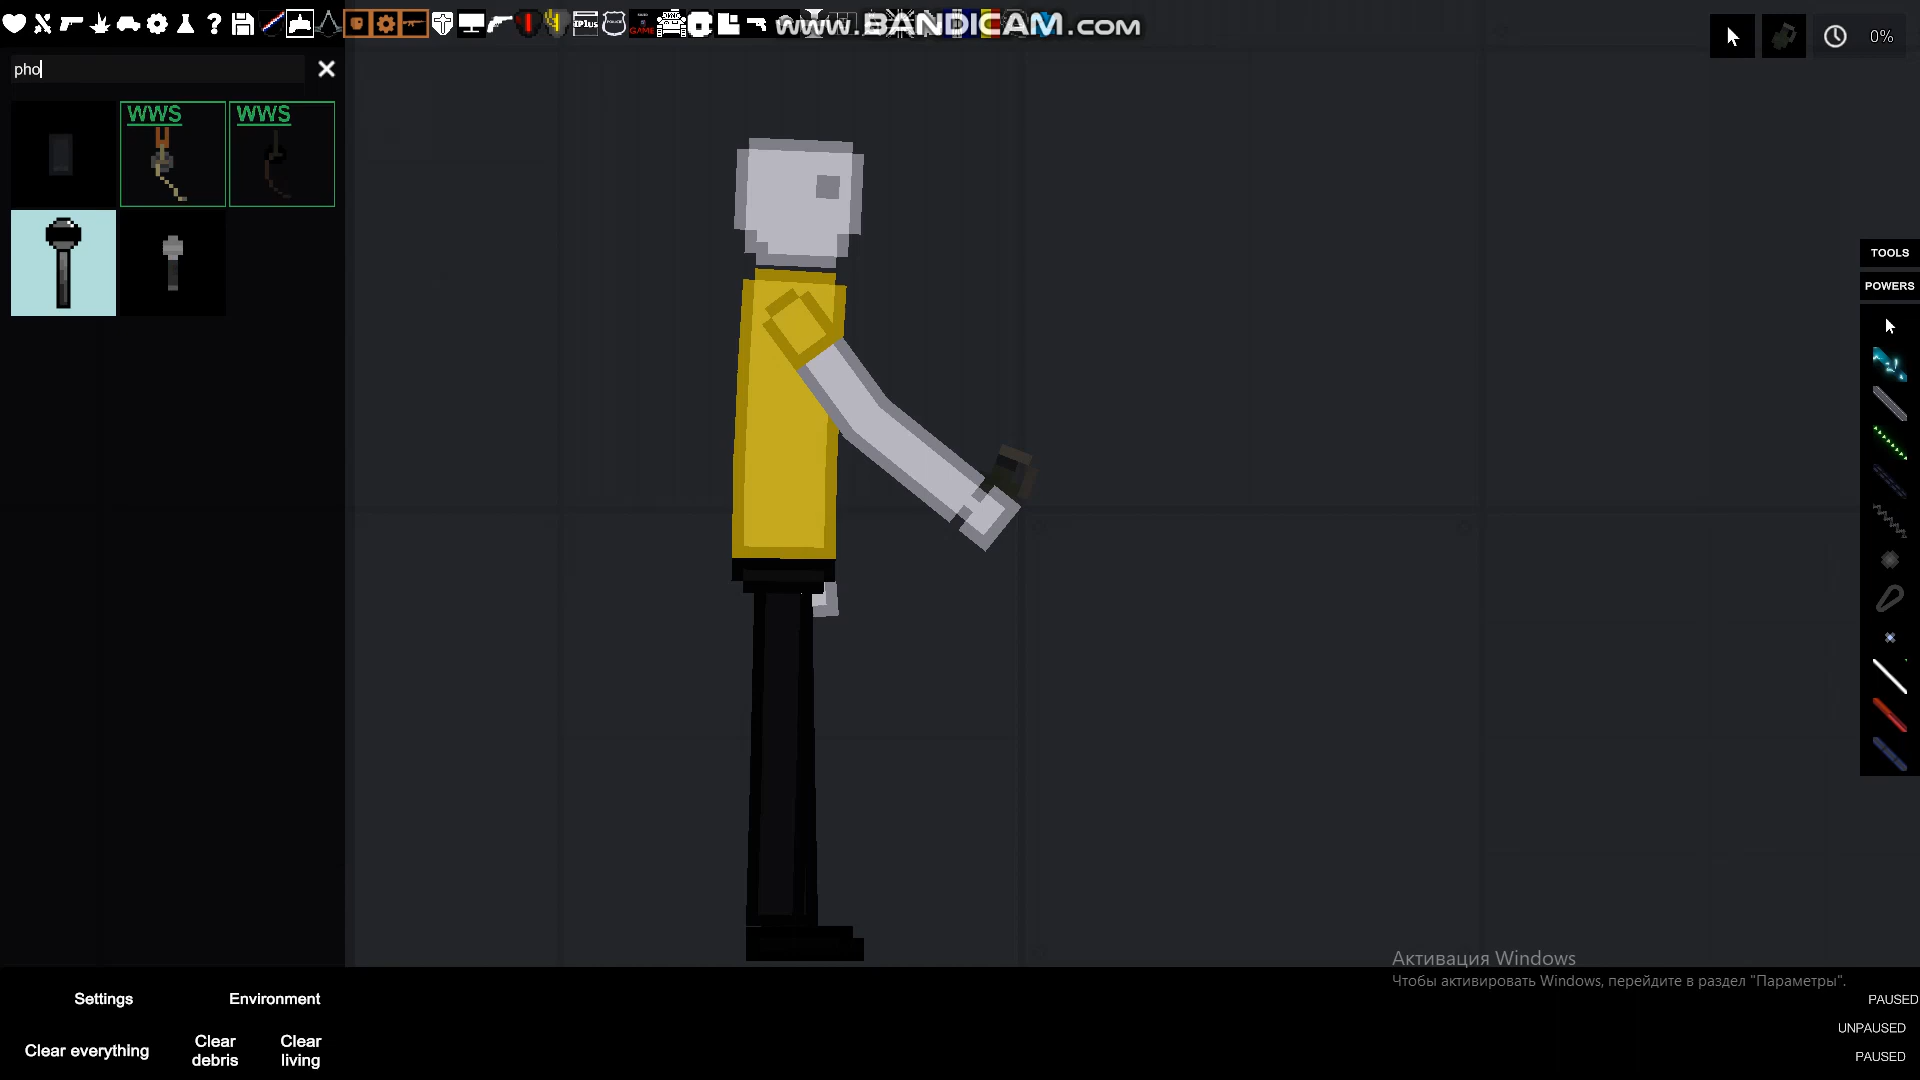 www.BANDICAM.com
0%
pho
WWS
WWS
TOOLS
POWERS
Активация Windows
Чтобы активировать Windows, перейдите в раздел "Параметры".
Settings
Environment
Clear everything
Clear
debris
Clear
living
PAUSED
UNPAUSED
PAUSED